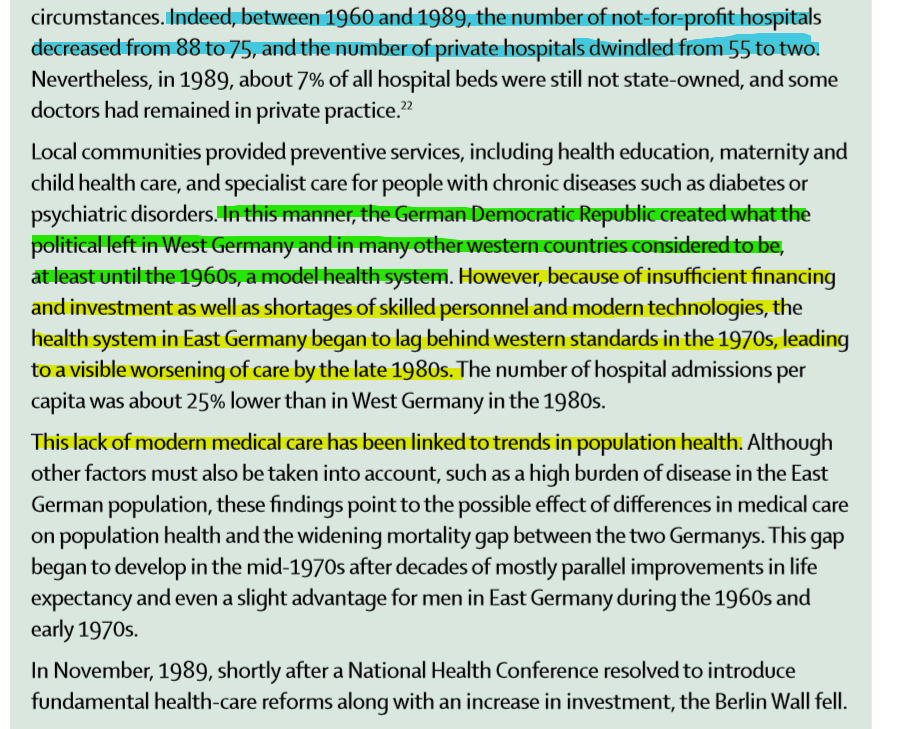 circumstances. Indeed, between 1960 and 1989, the number of not-for-profit hospitals
decreased from 88 to 75, and the number of private hospitals dwindled from 55 to two.
Nevertheless, in 1989, about 7% of all hospital beds were still not state-owned, and some
doctors had remained in private practice.²²
Local communities provided preventive services, including health education, maternity and
child health care, and specialist care for people with chronic diseases such as diabetes or
psychiatric disorders. In this manner, the German Democratic Republic created what the
political left in West Germany and in many other western countries considered to be,
at least until the 1960s, a model health system. However, because of insufficient financing
and investment as well as shortages of skilled personnel and modern technologies, the
health system in East Germany began to lag behind western standards in the 1970s, leading
to a visible worsening of care by the late 1980s. The number of hospital admissions per
capita was about 25% lower than in West Germany in the 1980s.
This lack of modern medical care has been linked to trends in population health. Although
other factors must also be taken into account, such as a high burden of disease in the East
German population, these findings point to the possible effect of differences in medical care
on population health and the widening mortality gap between the two Germanys. This gap
began to develop in the mid-1970s after decades of mostly parallel improvements in life
expectancy and even a slight advantage for men in East Germany during the 1960s and
early 1970s.
In November, 1989, shortly after a National Health Conference resolved to introduce
fundamental health-care reforms along with an increase in investment, the Berlin Wall fell.